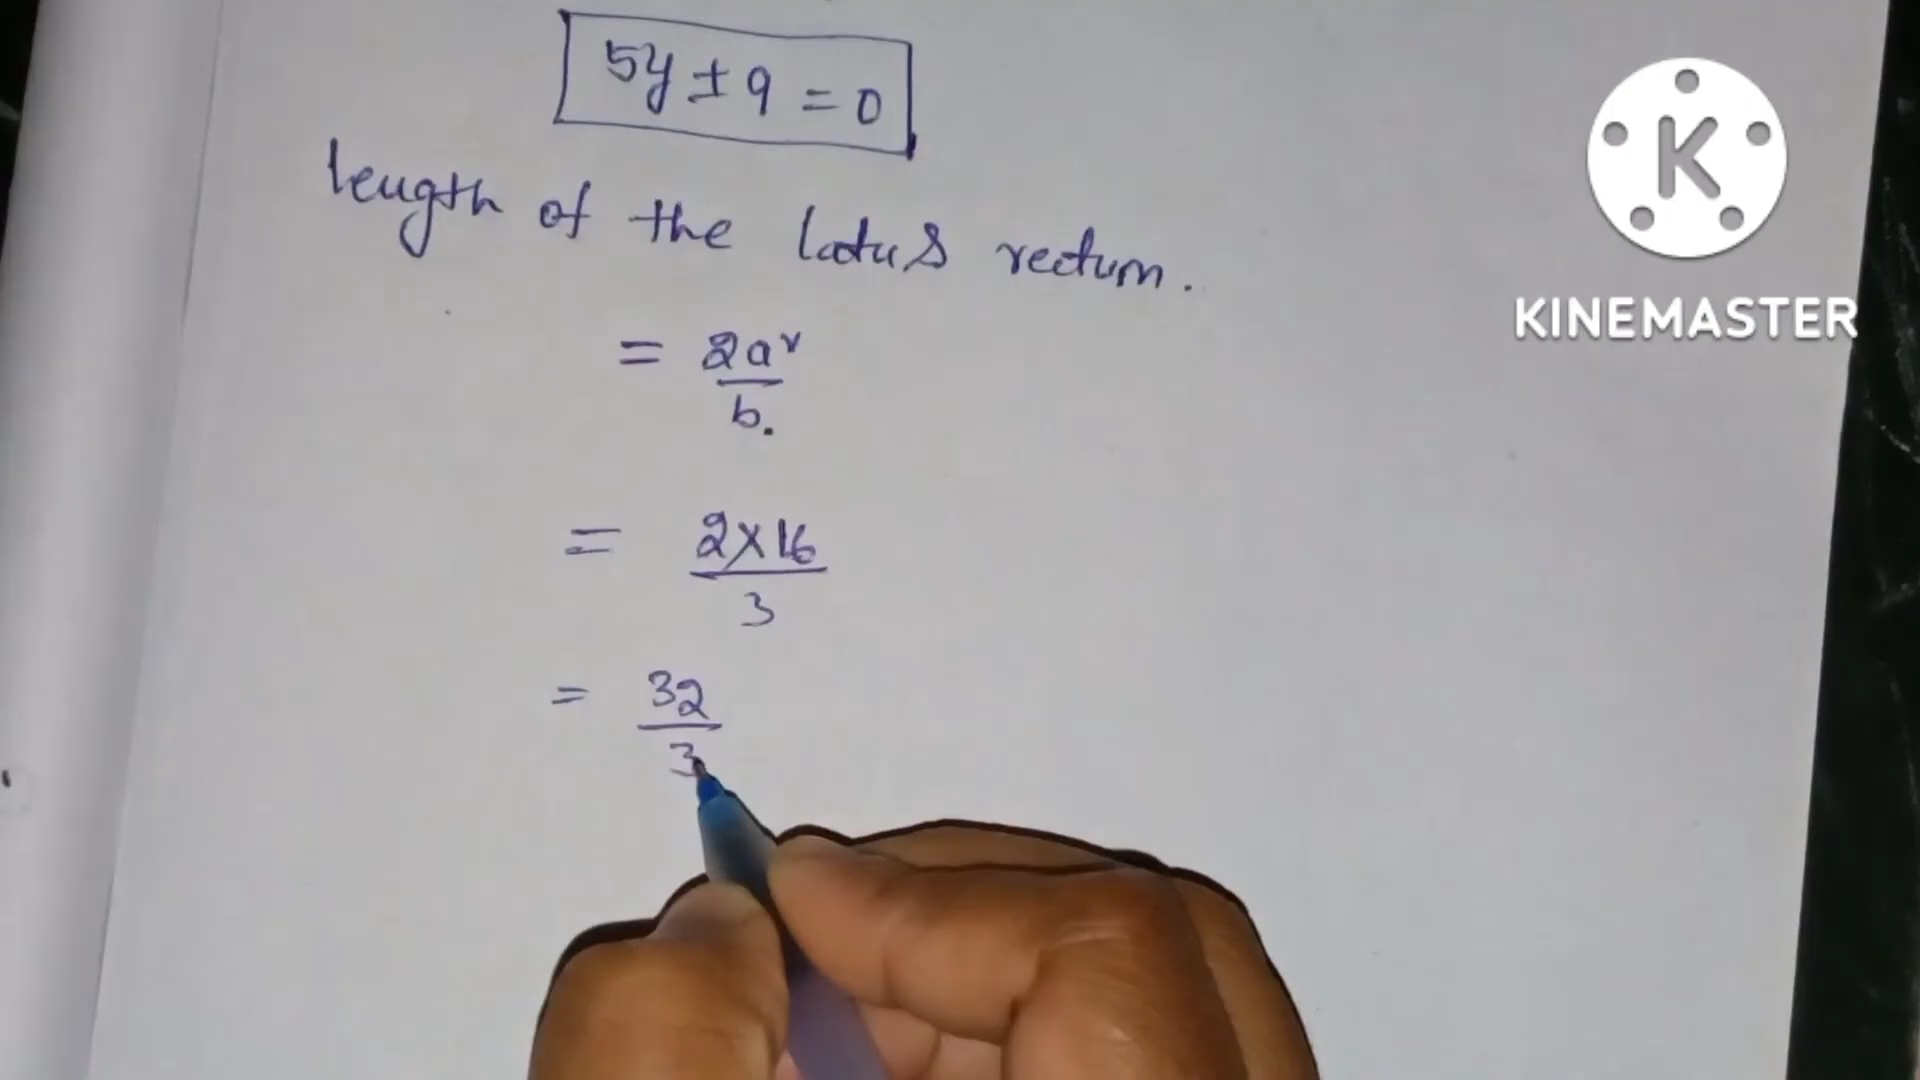 5y ± 9 = 0
length of the latus rectum.
= 2a²
b.
= 2×16
3
= 32
3
K
KINEMASTER